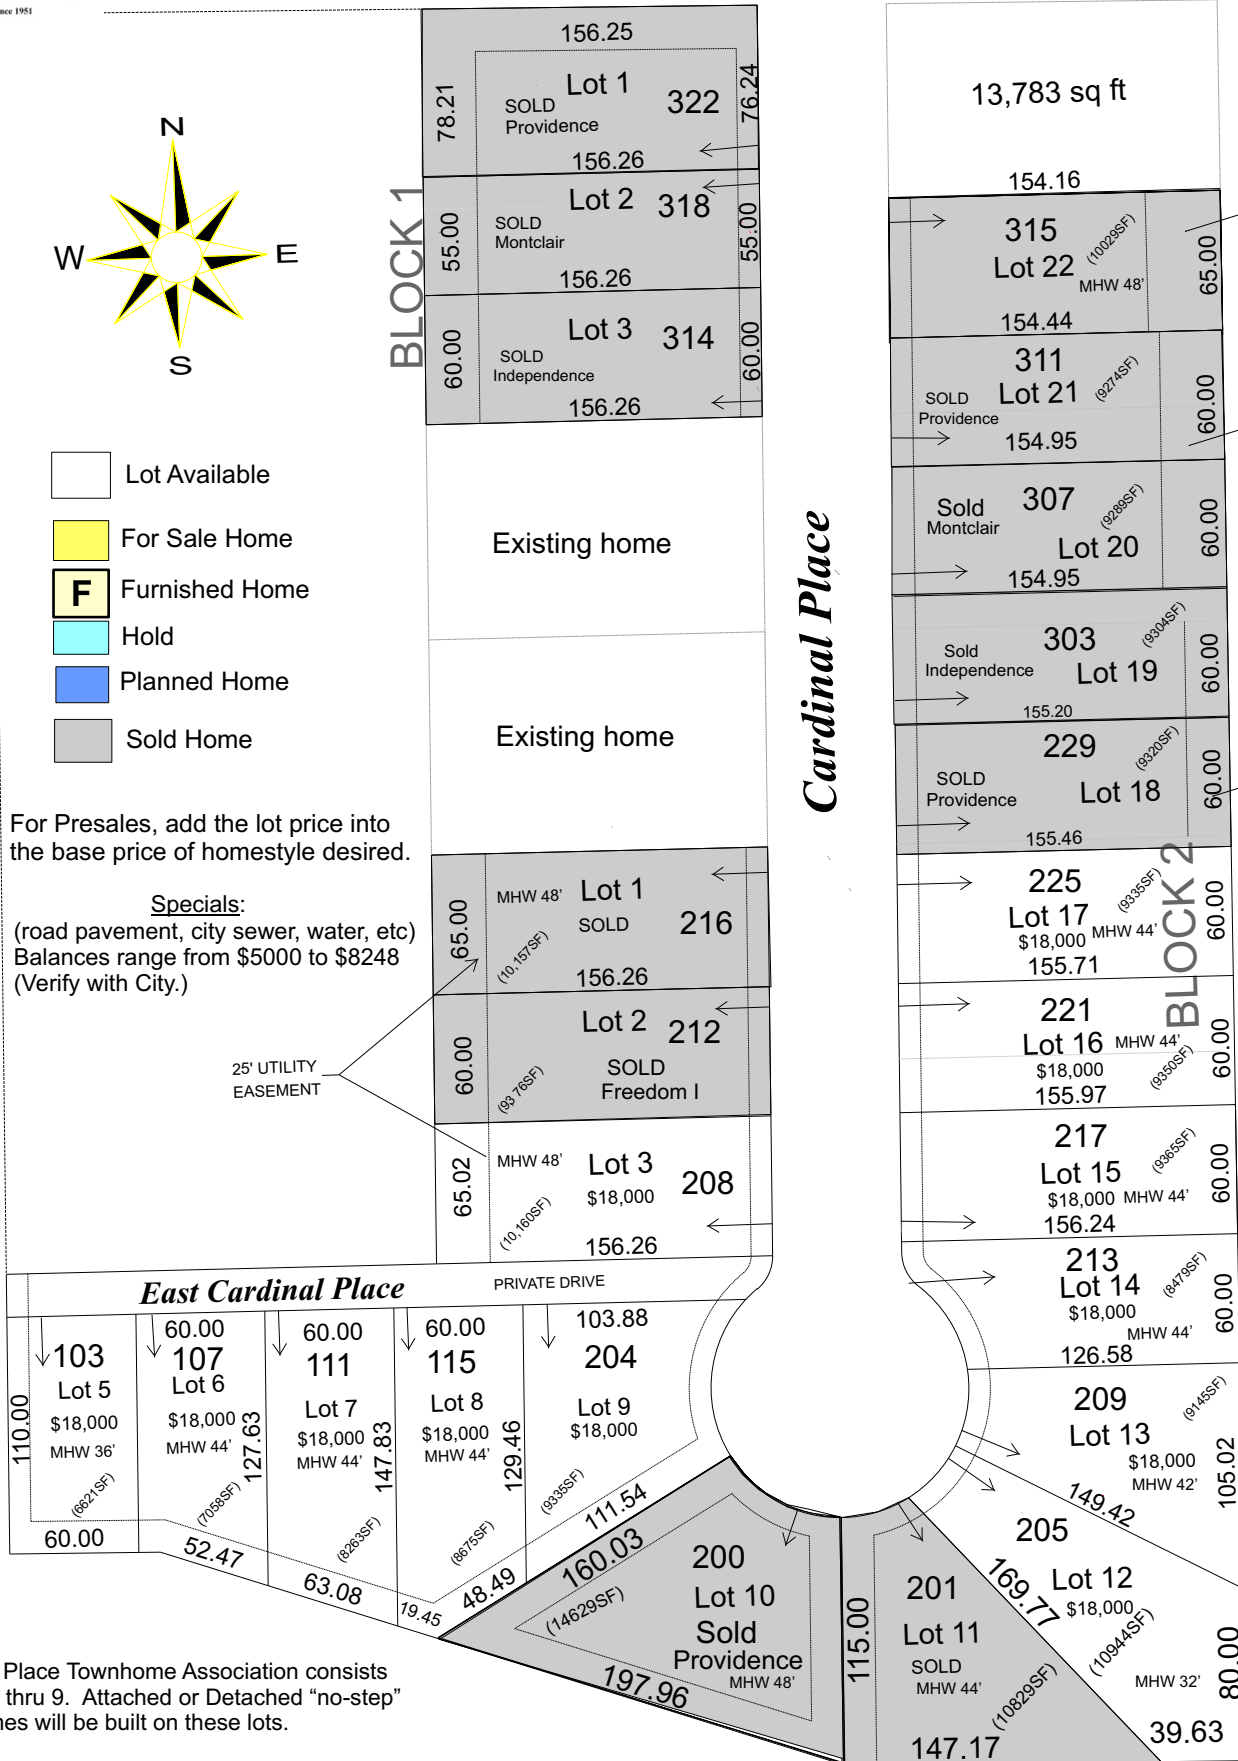 nce 1951
N
W
E
S
Lot Available
For Sale Home
F Furnished Home
Hold
Planned Home
Sold Home
For Presales, add the lot price into
the base price of homestyle desired.
Specials:
(road pavement, city sewer, water, etc)
Balances range from $5000 to $8248
(Verify with City.)
25' UTILITY
EASEMENT
BLOCK 1
156.25
78.21
Lot 1
322
76.24
SOLD
Providence
156.26
55.00
Lot 2
318
55.00
SOLD
Montclair
156.26
60.00
Lot 3
314
60.00
SOLD
Independence
156.26
Existing home
Existing home
65.00
MHW 48'
Lot 1
SOLD
216
(10,157SF)
156.26
60.00
Lot 2
212
SOLD
Freedom I
(9376SF)
65.02
MHW 48'
Lot 3
208
$18,000
(10,160SF)
156.26
Cardinal Place
13,783 sq ft
154.16
315
(10029SF)
Lot 22
MHW 48'
65.00
154.44
311
Lot 21
(9274SF)
SOLD
Providence
60.00
154.95
Sold
Montclair
307
(9289SF)
Lot 20
60.00
154.95
303
(9304SF)
Sold
Independence
Lot 19
60.00
155.20
229
(9320SF)
SOLD
Providence
Lot 18
60.00
155.46
BLOCK 2
225
(9335SF)
Lot 17
$18,000
MHW 44'
60.00
155.71
221
Lot 16
MHW 44'
$18,000
(9350SF)
60.00
155.97
217
(9365SF)
Lot 15
$18,000
MHW 44'
60.00
156.24
213
Lot 14
(8479SF)
$18,000
MHW 44'
60.00
126.58
209
(9145SF)
Lot 13
$18,000
MHW 42'
105.02
149.42
205
Lot 12
$18,000
(10944SF)
MHW 32'
80.00
39.63
169.77
East Cardinal Place
PRIVATE DRIVE
103
Lot 5
$18,000
MHW 36'
110.00
(6621SF)
60.00
60.00
107
Lot 6
$18,000
MHW 44'
127.63
(7058SF)
52.47
60.00
111
Lot 7
$18,000
MHW 44'
147.83
(8263SF)
63.08
60.00
115
Lot 8
$18,000
MHW 44'
129.46
(8675SF)
19.45
48.49
103.88
204
Lot 9
$18,000
(9335SF)
111.54
160.03
200
Lot 10
(14629SF)
Sold
Providence
MHW 48'
197.96
115.00
201
Lot 11
SOLD
MHW 44'
(10829SF)
147.17
Place Townhome Association consists
thru 9. Attached or Detached “no-step”
nes will be built on these lots.